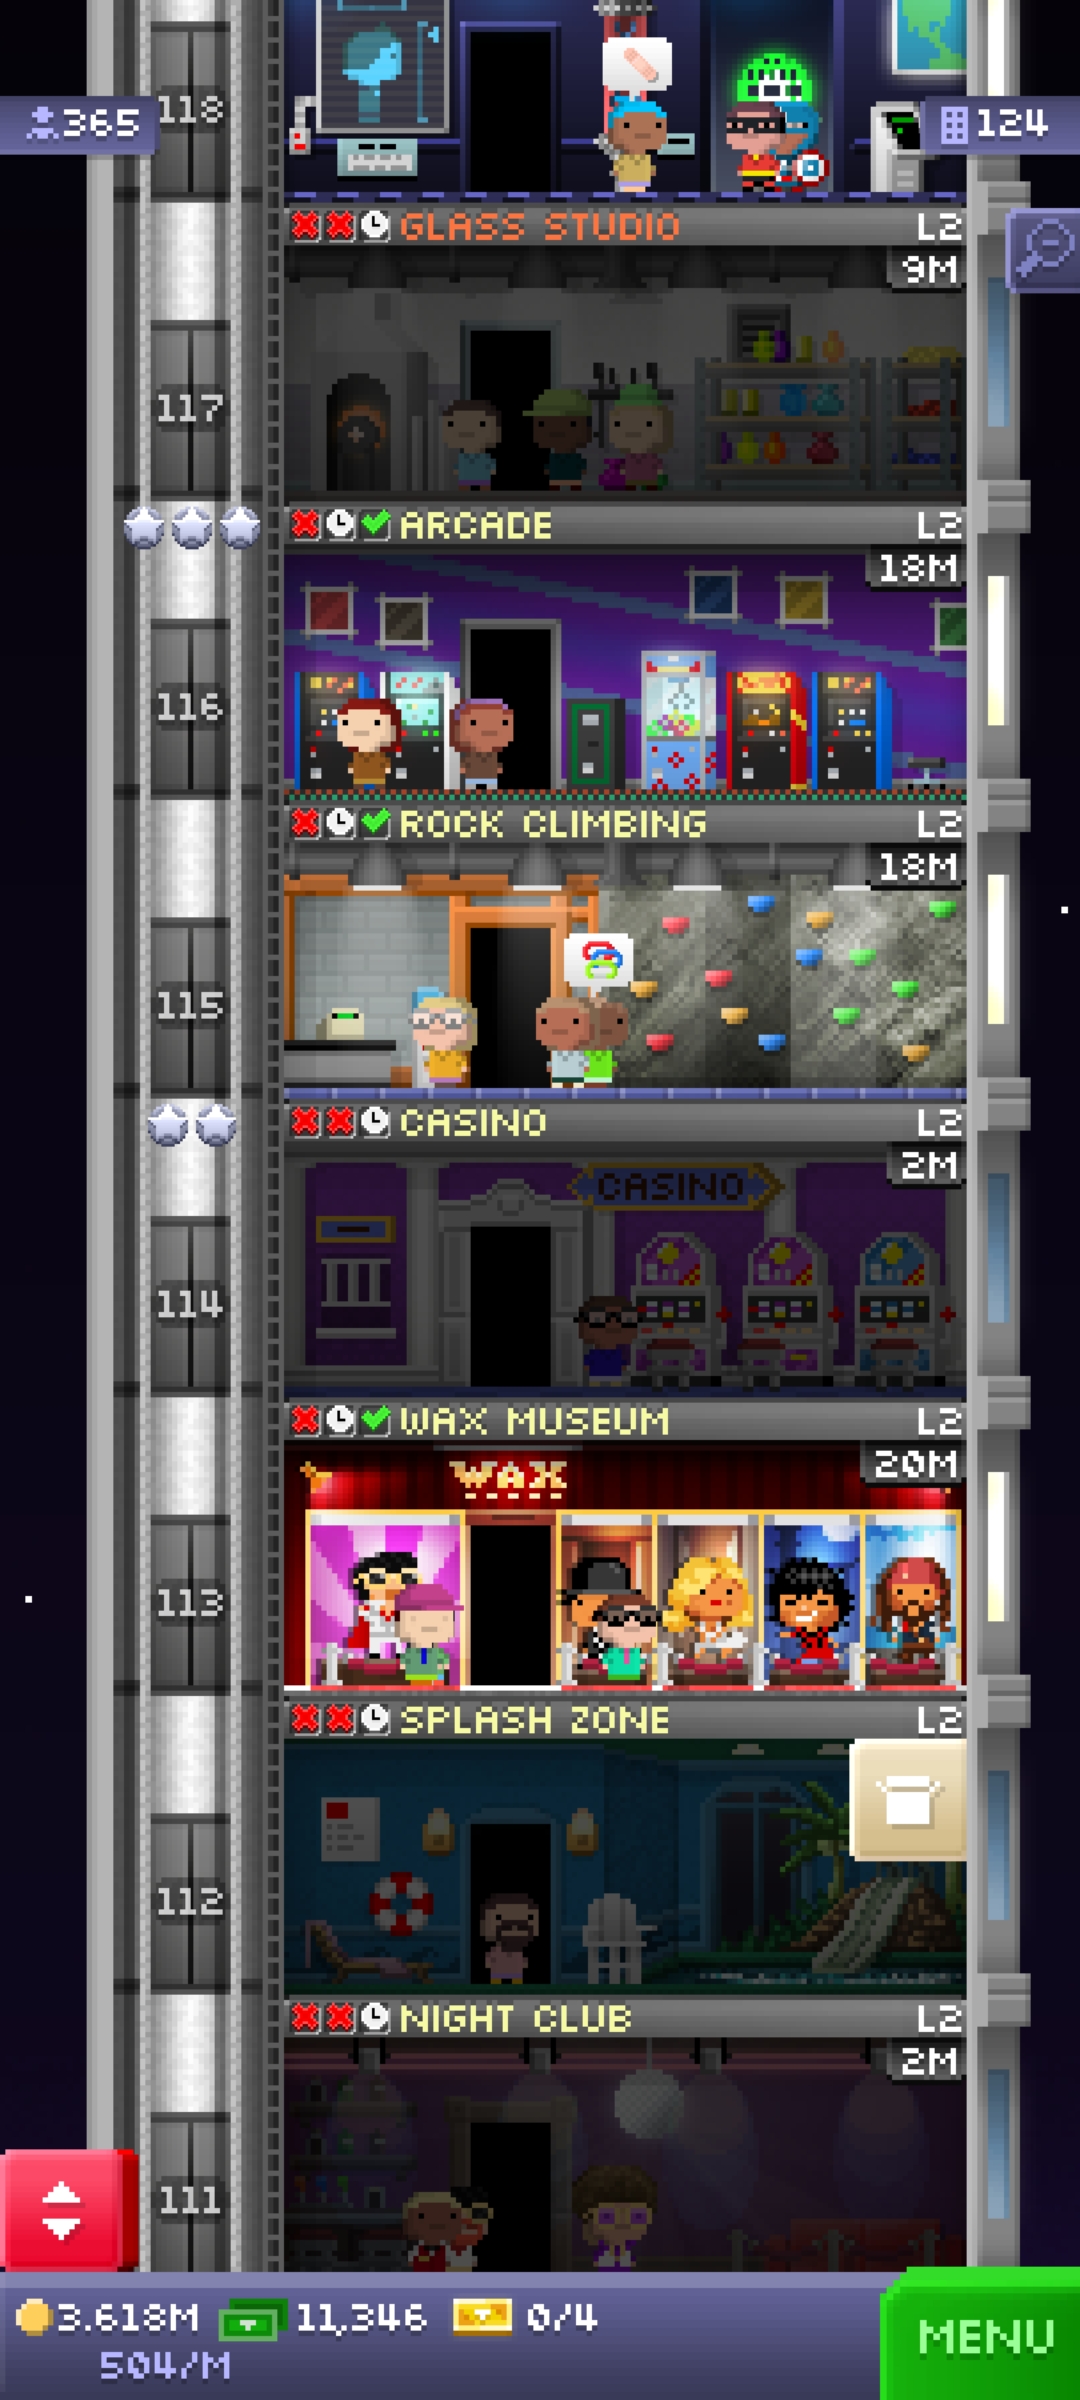 118
365
124
GLASS STUDIO L2
9M
117
ARCADE L2
18M
116
ROCK CLIMBING L2
18M
115
CASINO L2
2M
CASINO
114
WAX MUSEUM L2
20M
WAX
113
SPLASH ZONE L2
112
NIGHT CLUB L2
2M
111
3.618M 11,346 0/4
504/M
MENU